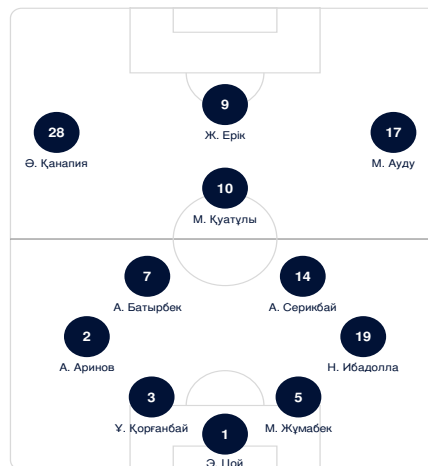 9
Ж. Ерік
28
Ә. Қанапия
17
М. Ауду
10
М. Қуатұлы
7
А. Батырбек
14
А. Серикбай
2
А. Аринов
19
Н. Ибадолла
3
Ұ. Қорғанбай
5
М. Жұмабек
1
Э. Цой